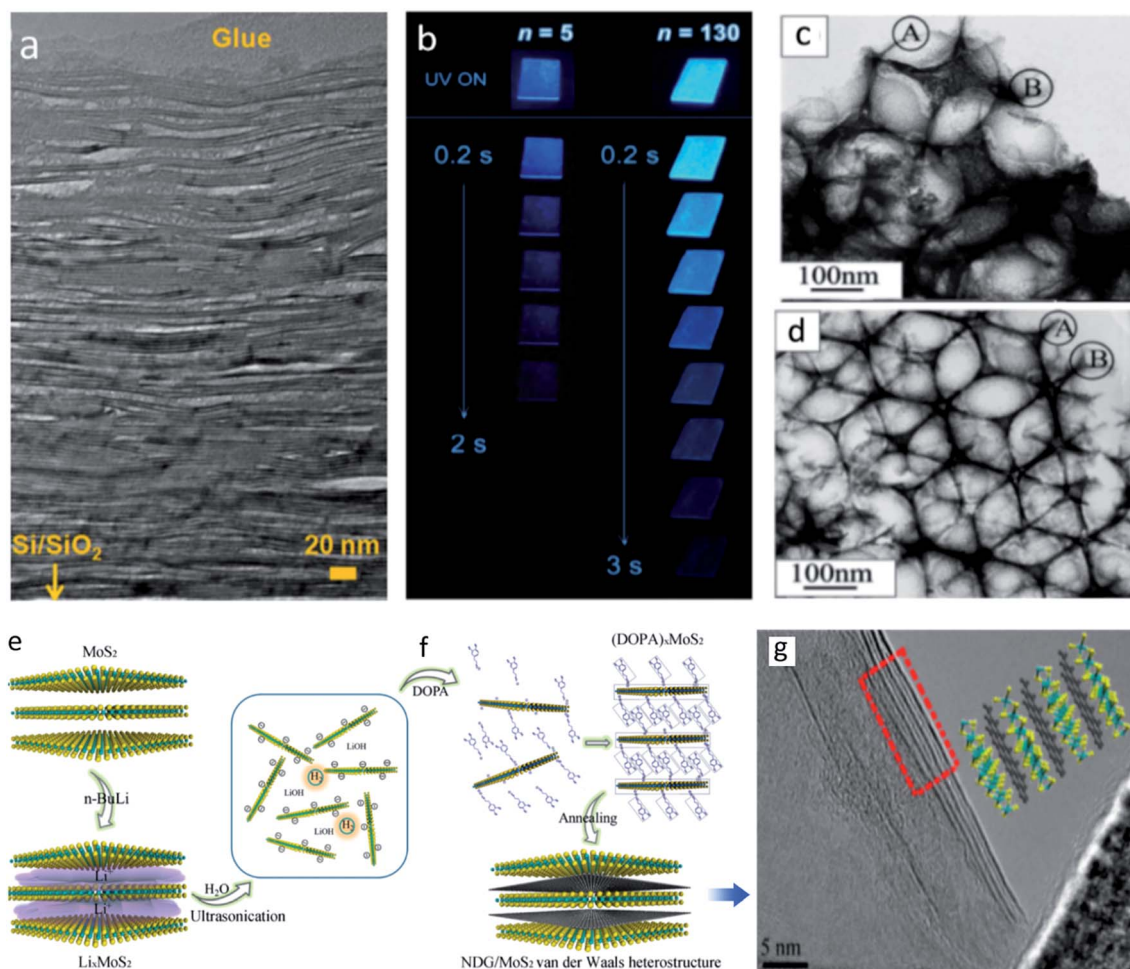 a
Glue
Si/SiO₂
20 nm
b
n = 5
n = 130
UV ON
0.2 s
0.2 s
2 s
3 s
c
A
B
100nm
d
A
B
100nm
e
MoS₂
n-BuLi
Li⁺
Li⁺
LiₓMoS₂
H₂O
Ultrasonication
LiOH
H₂
LiOH
LiOH
H₂
f
DOPA
(DOPA)ₓMoS₂
Annealing
NDG/MoS₂ van der Waals heterostructure
g
5 nm